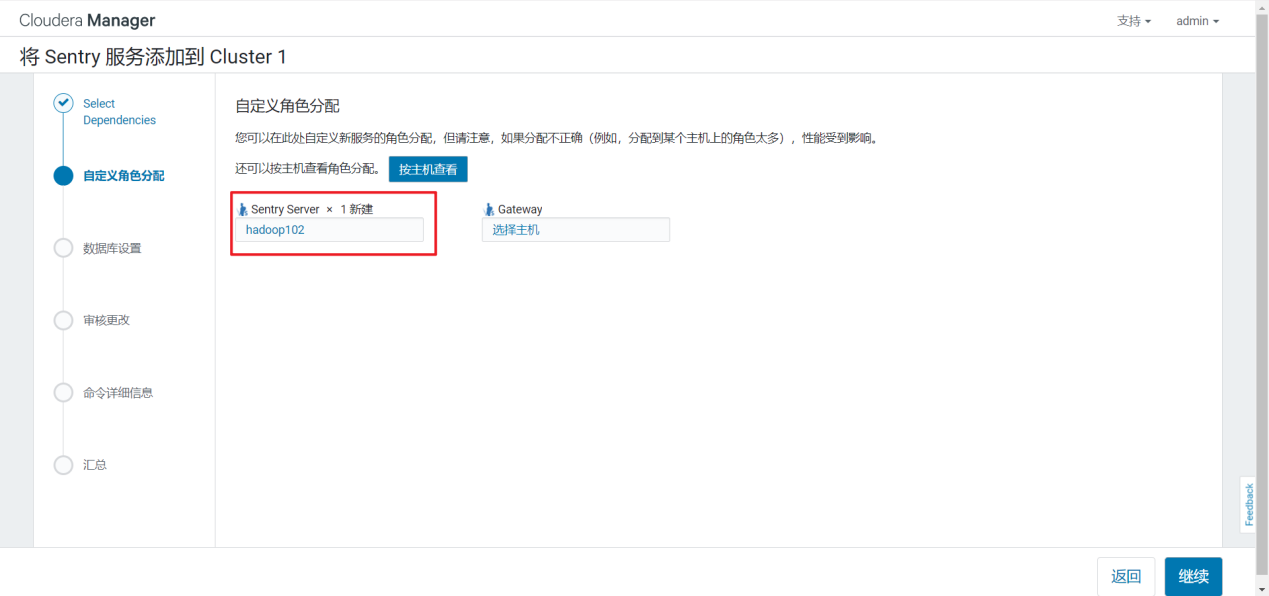 Cloudera Manager
支持
admin
将 Sentry 服务添加到 Cluster 1
Select
Dependencies
自定义角色分配
数据库设置
审核更改
命令详细信息
汇总
自定义角色分配
您可以在此处自定义新服务的角色分配，但请注意，如果分配不正确（例如，分配到某个主机上的角色太多），性能受到影响。
还可以按主机查看角色分配。 按主机查看
Sentry Server × 1 新建
hadoop102
Gateway
选择主机
Feedback
返回
继续